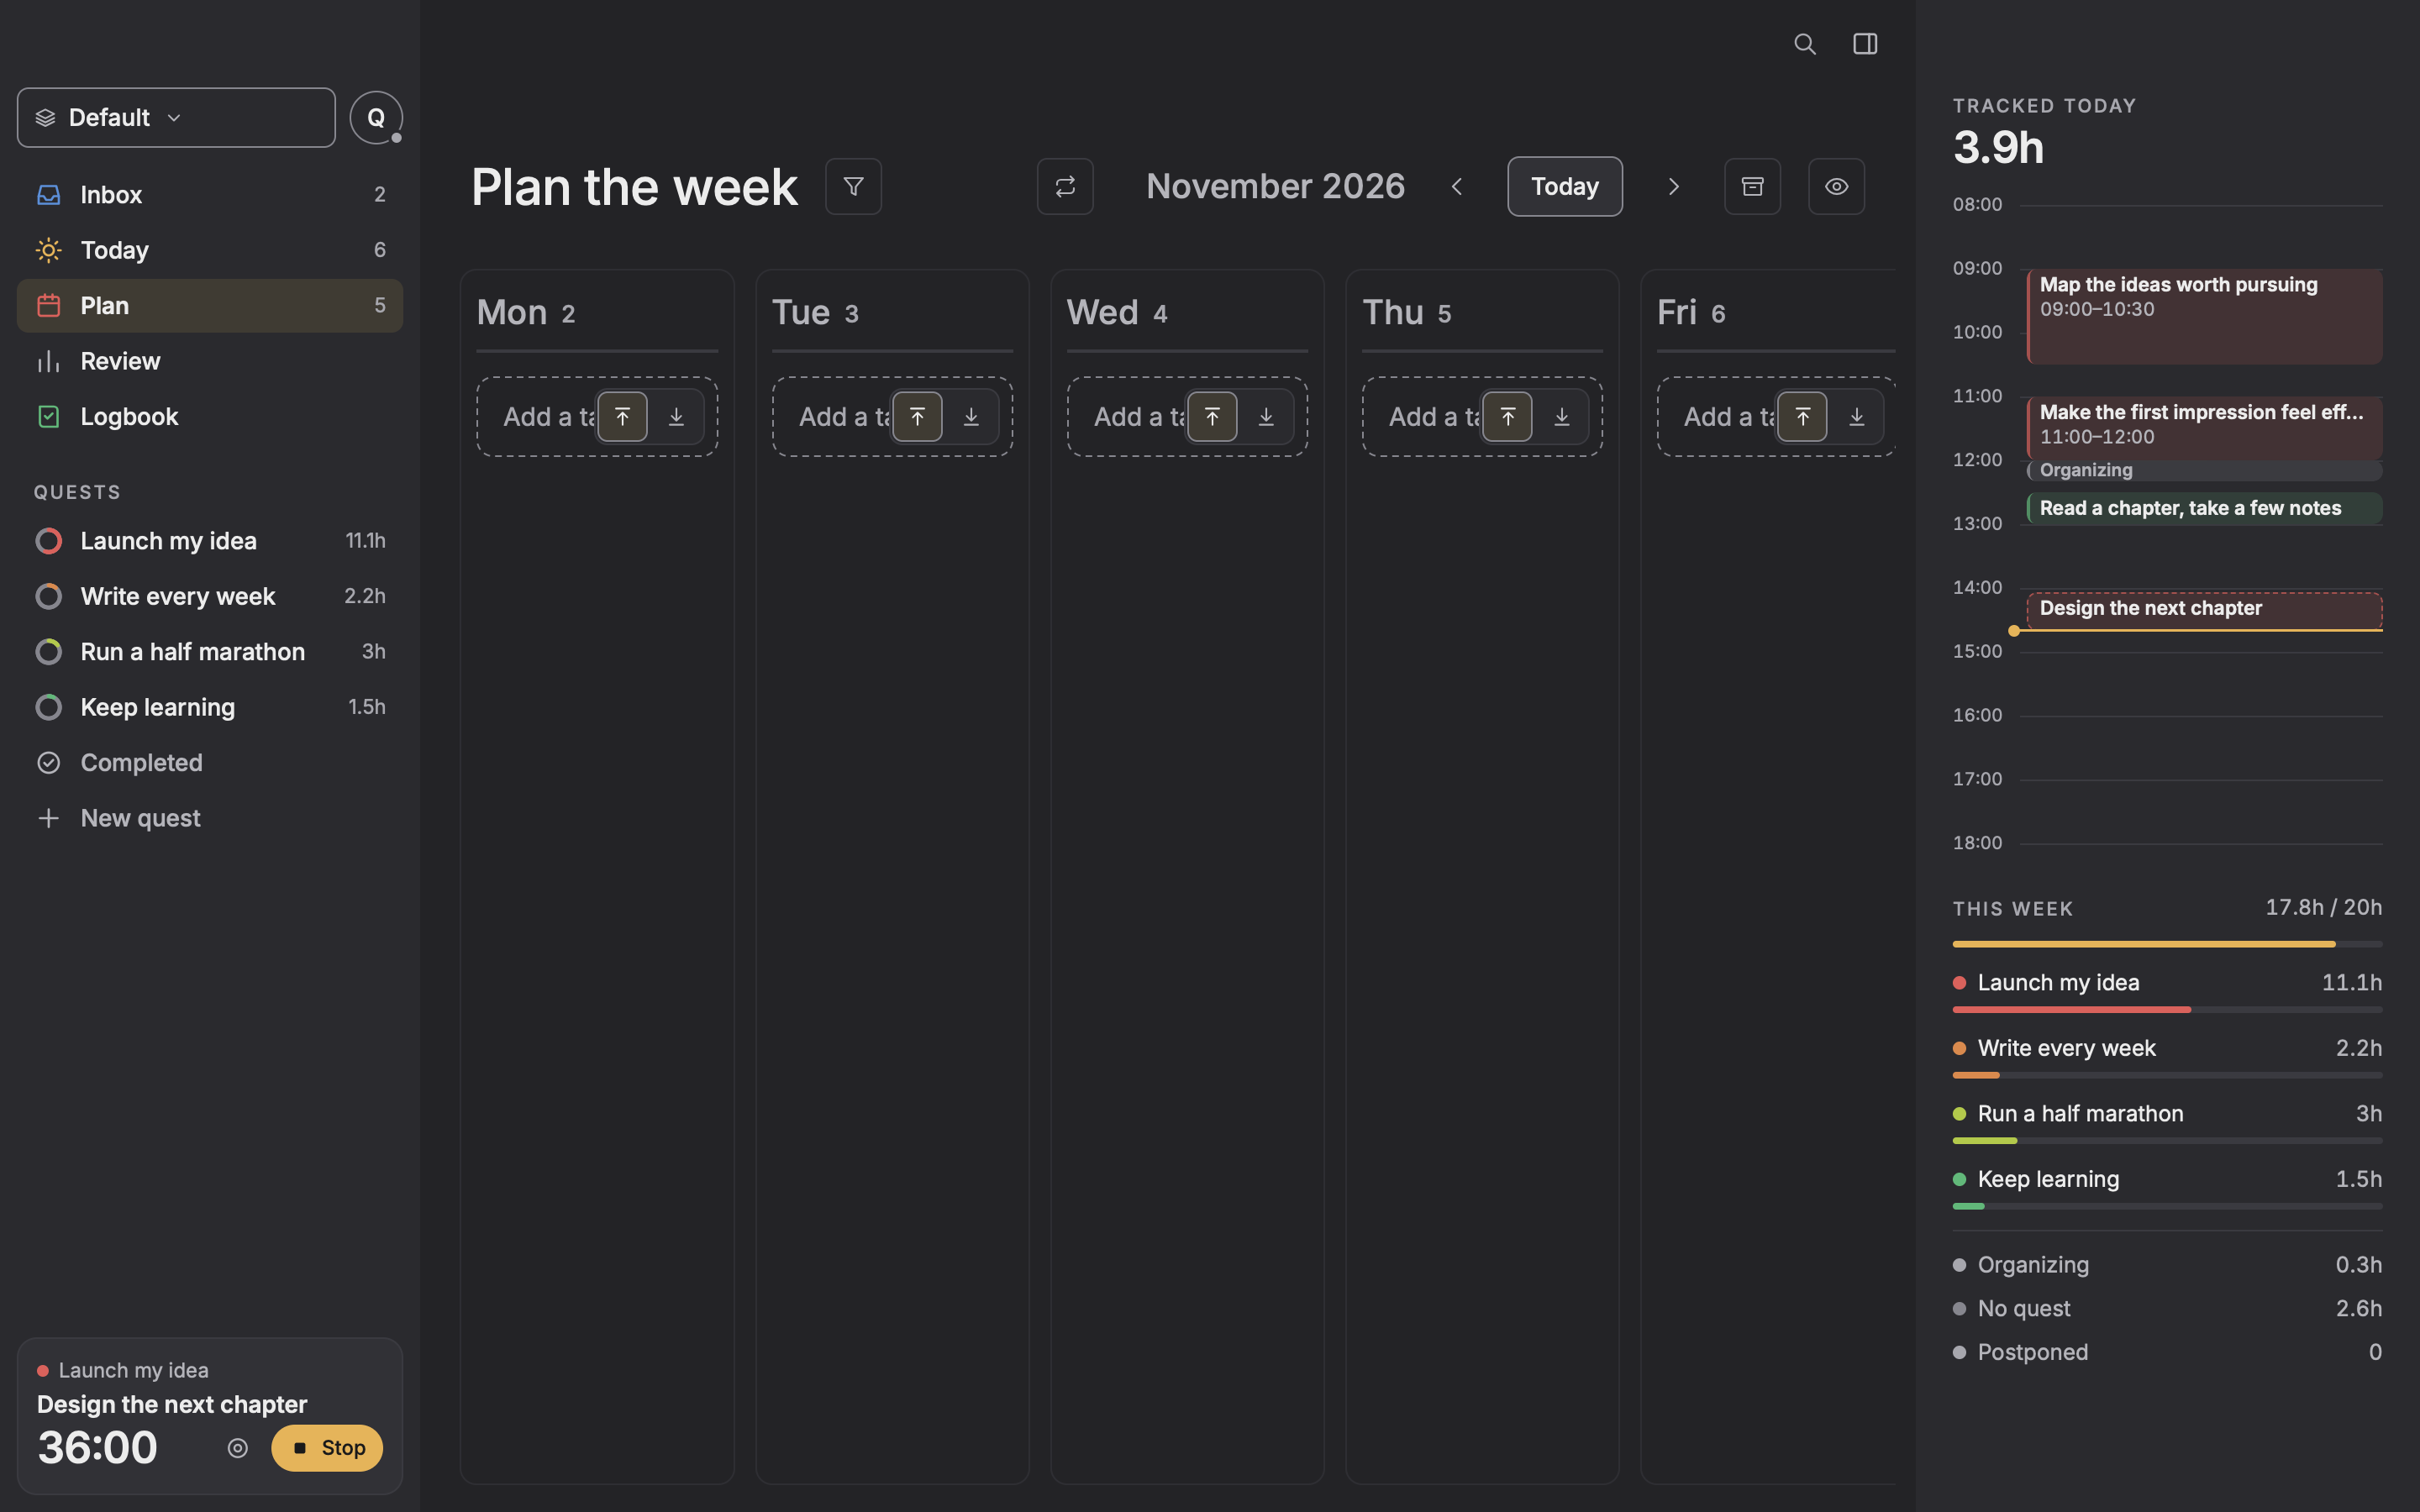 Default
Q
Inbox 2
Today 6
Plan 5
Review
Logbook
QUESTS
Launch my idea 11.1h
Write every week 2.2h
Run a half marathon 3h
Keep learning 1.5h
Completed
New quest
Launch my idea
Design the next chapter
36:00 Stop
Plan the week
November 2026
Today
Mon 2
Add a ta
Tue 3
Add a ta
Wed 4
Add a ta
Thu 5
Add a ta
Fri 6
Add a ta
TRACKED TODAY
3.9h
08:00
09:00
Map the ideas worth pursuing
09:00–10:30
10:00
11:00
Make the first impression feel eff...
11:00–12:00
12:00
Organizing
Read a chapter, take a few notes
13:00
14:00
Design the next chapter
15:00
16:00
17:00
18:00
THIS WEEK 17.8h / 20h
Launch my idea 11.1h
Write every week 2.2h
Run a half marathon 3h
Keep learning 1.5h
Organizing 0.3h
No quest 2.6h
Postponed 0